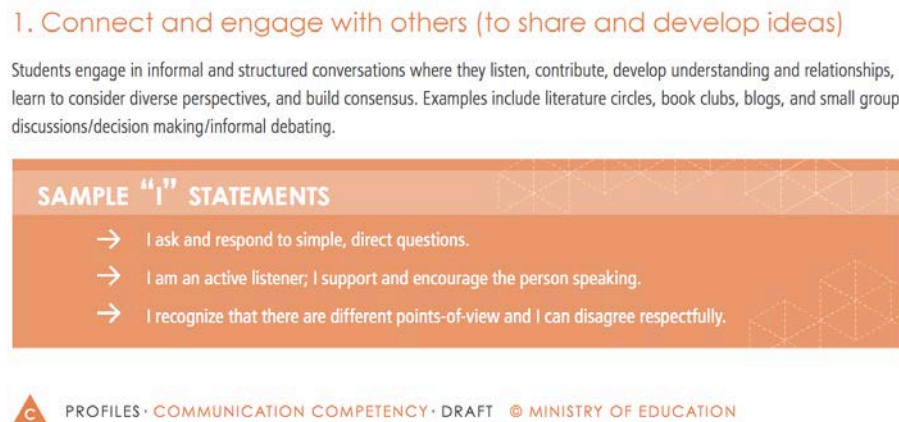 1. Connect and engage with others (to share and develop ideas)
Students engage in informal and structured conversations where they listen, contribute, develop understanding and relationships,
learn to consider diverse perspectives, and build consensus. Examples include literature circles, book clubs, blogs, and small group
discussions/decision making/informal debating.
SAMPLE “I” STATEMENTS
→ I ask and respond to simple, direct questions.
→ I am an active listener; I support and encourage the person speaking.
→ I recognize that there are different points-of-view and I can disagree respectfully.
C PROFILES · COMMUNICATION COMPETENCY · DRAFT © MINISTRY OF EDUCATION